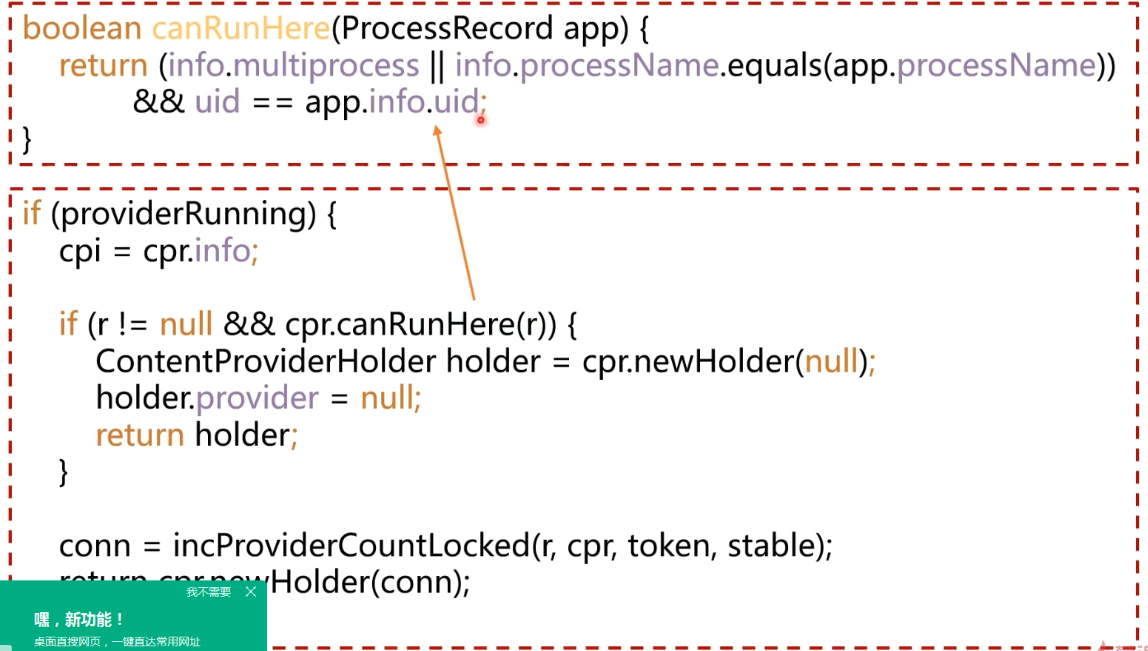 boolean canRunHere(ProcessRecord app) {
return (info.multiprocess || info.processName.equals(app.processName))
&& uid == app.info.uid;
}
if (providerRunning) {
cpi = cpr.info;
if (r != null && cpr.canRunHere(r)) {
ContentProviderHolder holder = cpr.newHolder(null);
holder.provider = null;
return holder;
}
conn = incProviderCountLocked(r, cpr, token, stable);
return cpr.newHolder(conn);
我不需要
嘿，新功能！
桌面直搜网页，一键直达常用网址